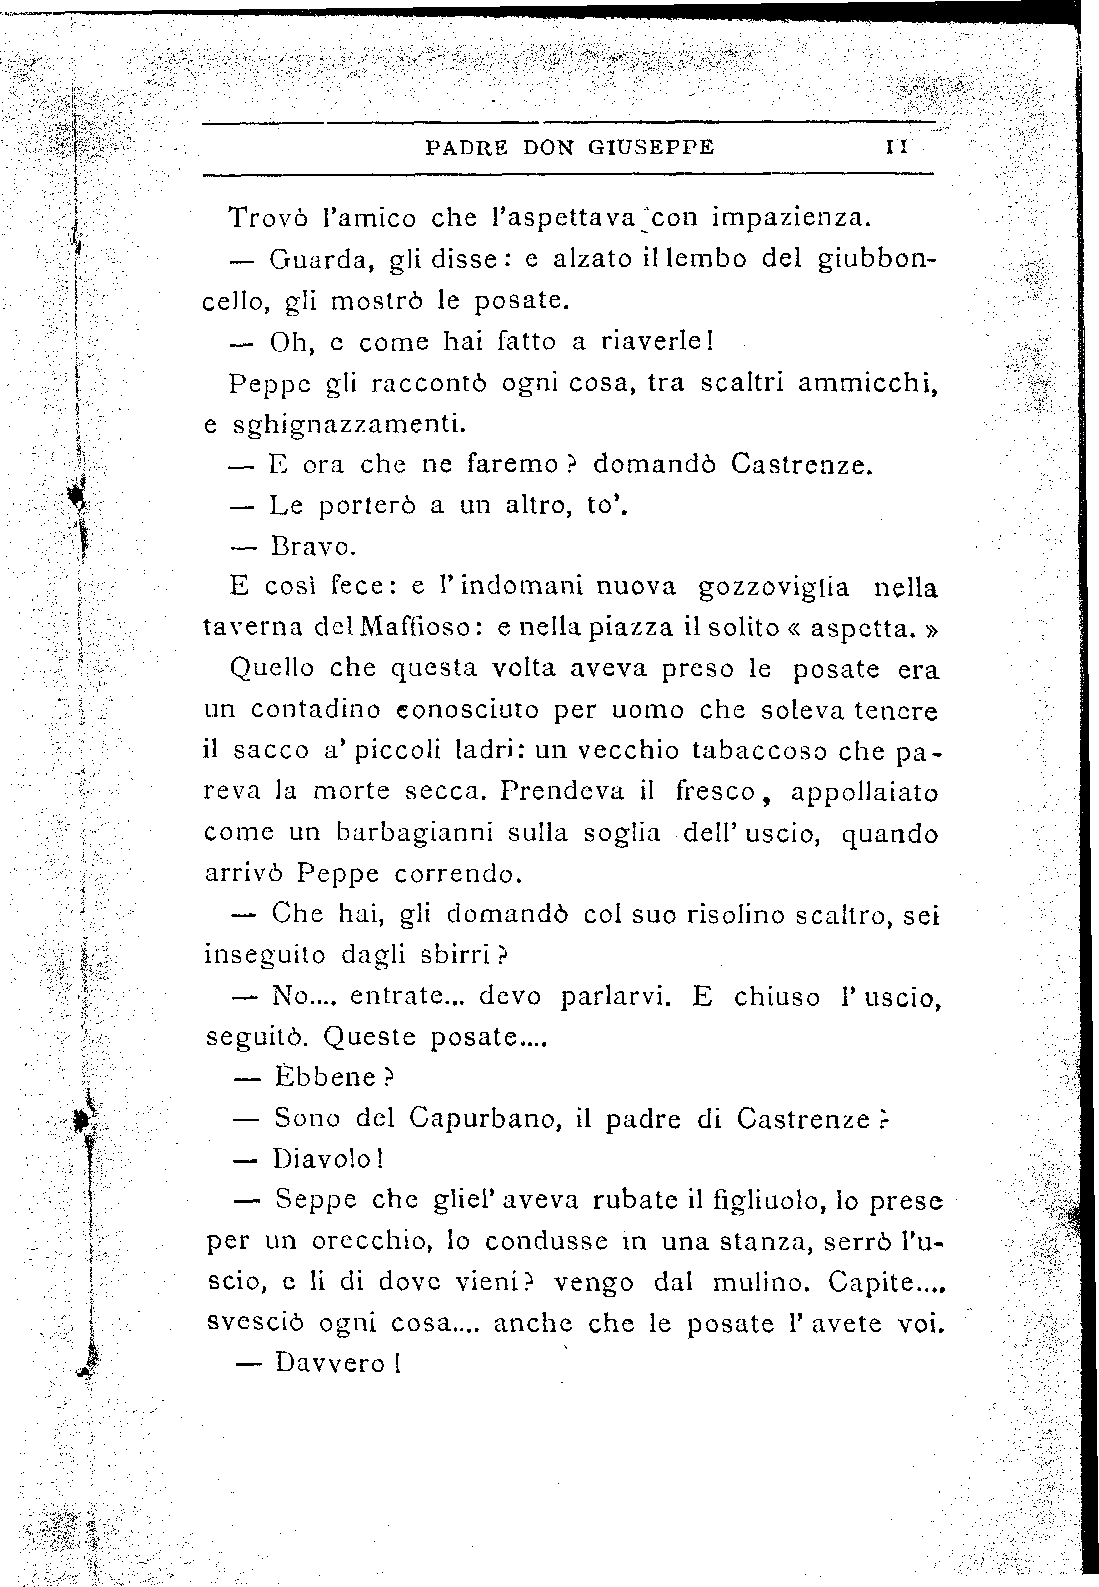 PADRE DON GIUSEPPE 11
Trovò l'amico che l'aspettava con impazienza.
— Guarda, gli disse: e alzato il lembo del giubbon-
cello, gli mostrò le posate.
— Oh, e come hai fatto a riaverle!
Peppe gli raccontò ogni cosa, tra scaltri ammicchi,
e sghignazzamenti.
— E ora che ne faremo? domandò Castrenze.
— Le porterò a un altro, to'.
— Bravo.
E così fece: e l'indomani nuova gozzoviglia nella
taverna del Maffioso: e nella piazza il solito « aspetta. »
Quello che questa volta aveva preso le posate era
un contadino conosciuto per uomo che soleva tenere
il sacco a' piccoli ladri: un vecchio tabaccoso che pa-
reva la morte secca. Prendeva il fresco, appollaiato
come un barbagianni sulla soglia dell' uscio, quando
arrivò Peppe correndo.
— Che hai, gli domandò col suo risolino scaltro, sei
inseguito dagli sbirri?
— No.... entrate... devo parlarvi. E chiuso l' uscio,
seguitò. Queste posate....
— Ebbene?
— Sono del Capurbano, il padre di Castrenze?
— Diavolo!
— Seppe che gliel' aveva rubate il figliuolo, lo prese
per un orecchio, lo condusse in una stanza, serrò l'u-
scio, e lì di dove vieni? vengo dal mulino. Capite....
svesciò ogni cosa.... anche che le posate l' avete voi.
— Davvero!